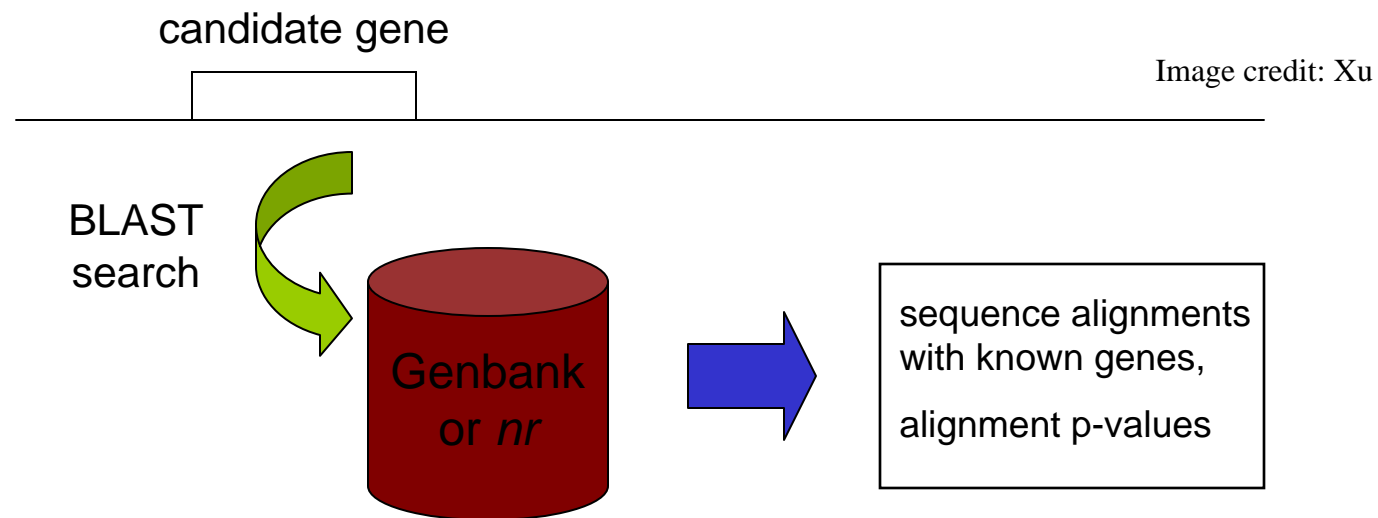 candidate gene
Image credit: Xu
BLAST
search
Genbank
or nr
sequence alignments
with known genes,
alignment p-values